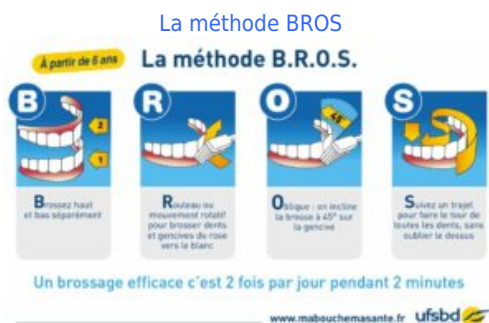 La méthode BROS
À partir de 6 ans
La méthode B.R.O.S.
B
2
1
Brossez haut
et bas séparément
R
Rouleau ou
mouvement rotatif
pour brosser dents
et gencives du rose
vers le blanc
O
45°
Oblique : on incline
la brosse à 45° sur
la gencive
S
Suivez un trajet
pour faire le tour de
toutes les dents, sans
oublier le dessus
Un brossage efficace c'est 2 fois par jour pendant 2 minutes
www.mabouchemasante.fr
ufsbd